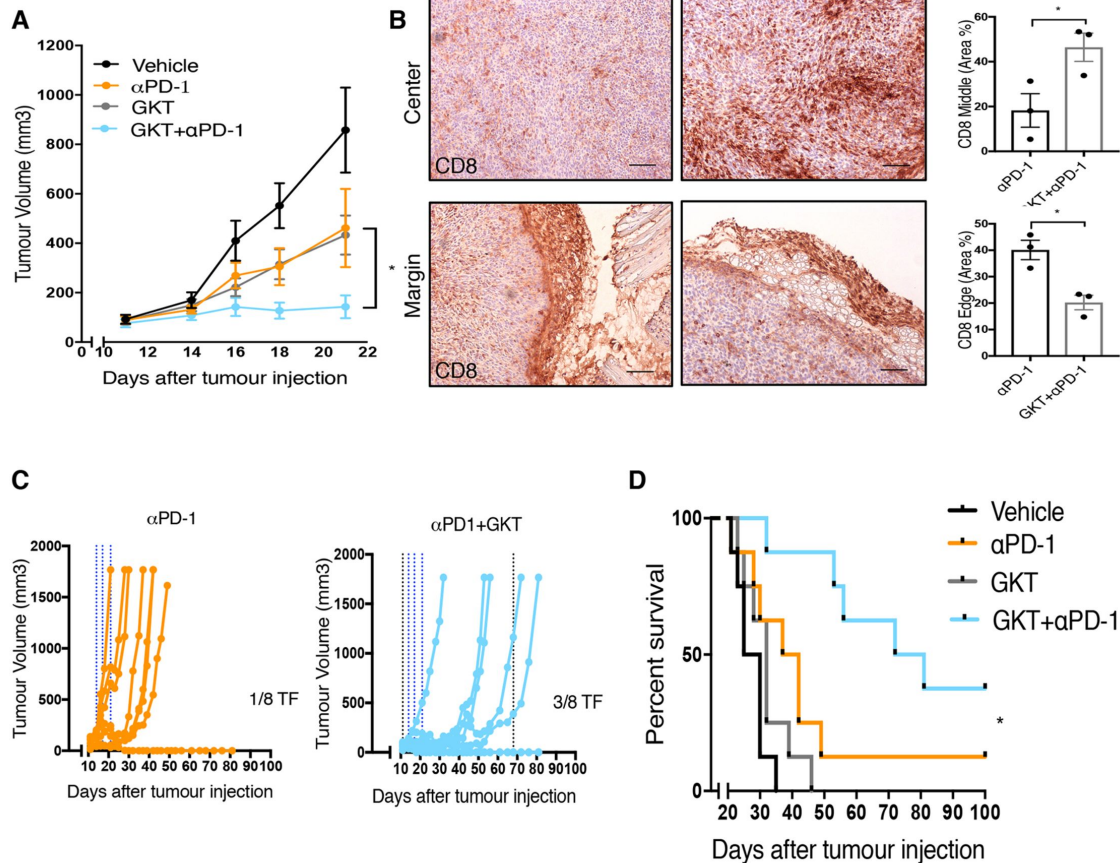 A
Tumour Volume (mm3)
1200
1000
800
600
400
200
0
0 10 12 14 16 18 20 22
Days after tumour injection
Vehicle
αPD-1
GKT
GKT+αPD-1
*
B
Center
CD8
Margin
CD8
CD8 Middle (Area %)
60
40
20
0
*
αPD-1
GKT+αPD-1
CD8 Edge (Area %)
50
40
30
20
10
0
*
αPD-1
GKT+αPD-1
C
αPD-1
Tumour Volume (mm3)
2000
1500
1000
500
0
10 20 30 40 50 60 70 80 90 100
1/8 TF
Days after tumour injection
αPD1+GKT
Tumour Volume (mm3)
2000
1500
1000
500
0
10 20 30 40 50 60 70 80 90 100
3/8 TF
Days after tumour injection
D
Percent survival
100
50
0
20 30 40 50 60 70 80 90 100
Days after tumour injection
Vehicle
αPD-1
GKT
GKT+αPD-1
*